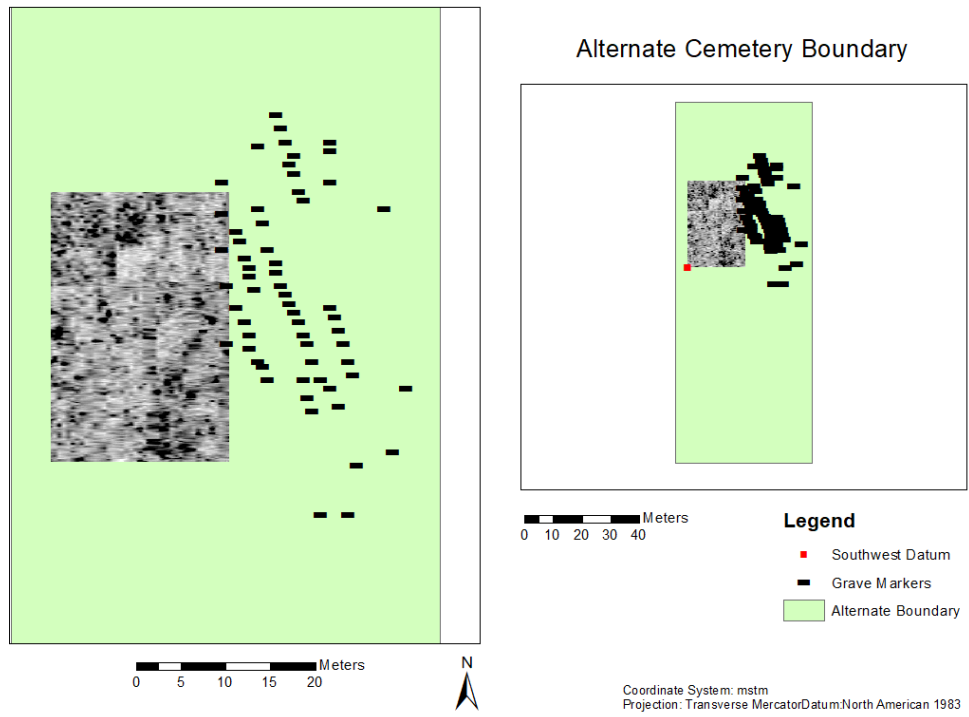 Alternate Cemetery Boundary
Meters
0 10 20 30 40
Legend
Southwest Datum
Grave Markers
Alternate Boundary
Meters
0 5 10 15 20
N
Coordinate System: mstm
Projection: Transverse MercatorDatum:North American 1983